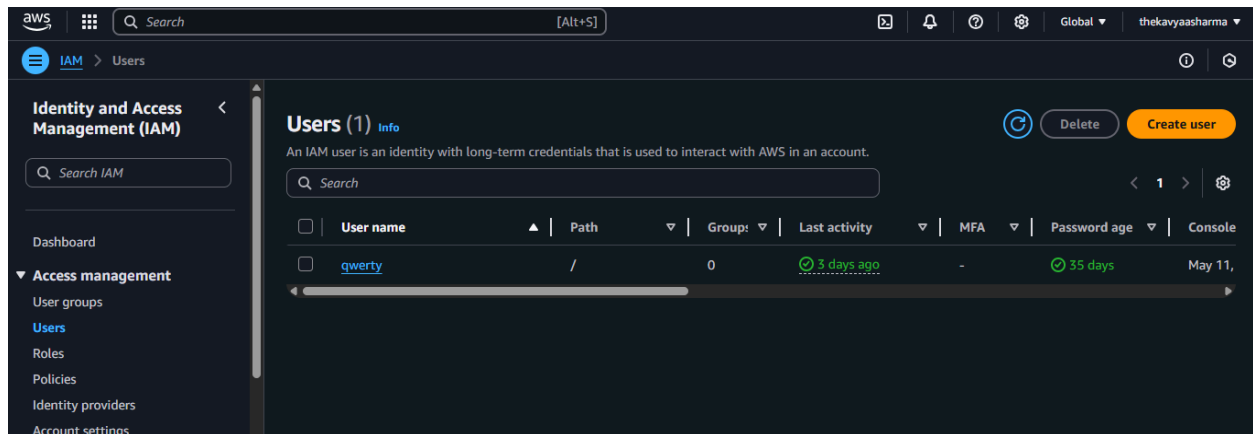 aws Search [Alt+S] Global thekavyaasharma
IAM > Users
Identity and Access
Management (IAM)
Search IAM
Dashboard
Access management
User groups
Users
Roles
Policies
Identity providers
Account settings
Users (1) Info
Delete Create user
An IAM user is an identity with long-term credentials that is used to interact with AWS in an account.
Search
1
User name Path Groups Last activity MFA Password age Console
qwerty / 0 3 days ago - 35 days May 11,